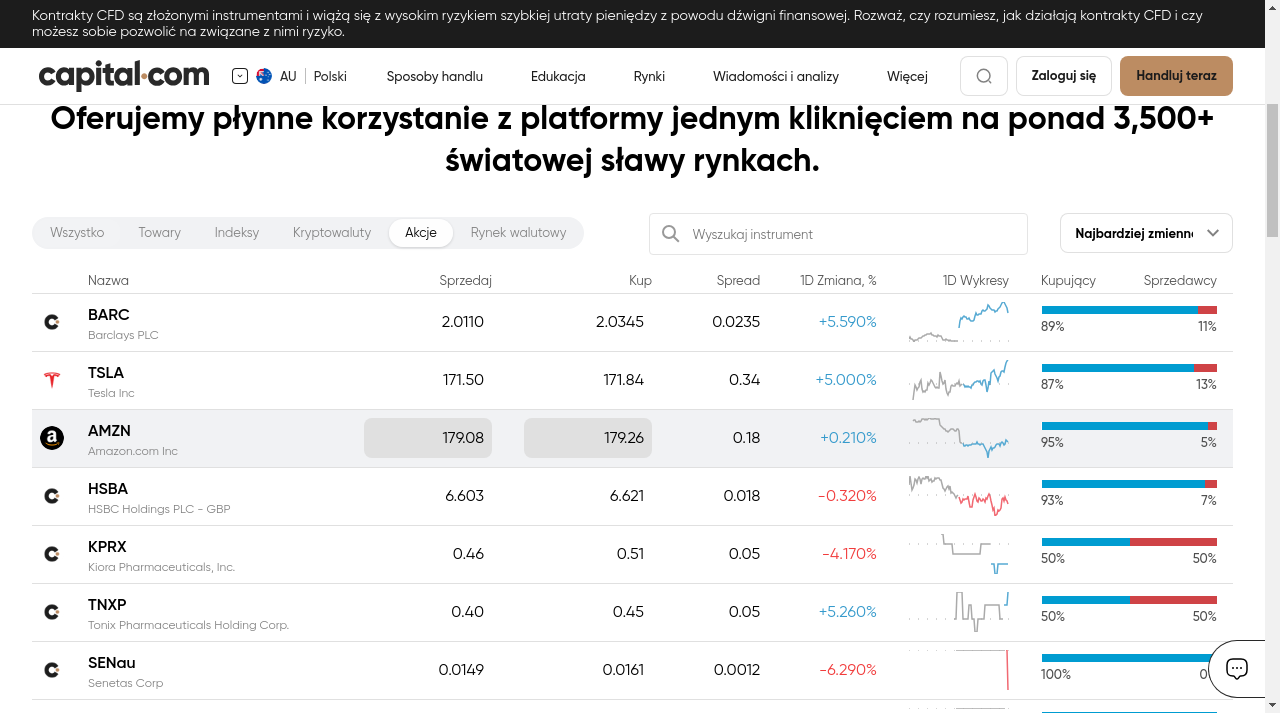 Kontrakty CFD są złożonymi instrumentami i wiążą się z wysokim ryzykiem szybkiej utraty pieniędzy z powodu dźwigni finansowej. Rozważ, czy rozumiesz, jak działają kontrakty CFD i czy
możesz sobie pozwolić na związane z nimi ryzyko.
capital.com AU Polski Sposoby handlu Edukacja Rynki Wiadomości i analizy Więcej Zaloguj się Handluj teraz
Oferujemy płynne korzystanie z platformy jednym kliknięciem na ponad 3,500+
światowej sławy rynkach.
Wszystko Towary Indeksy Kryptowaluty Akcje Rynek walutowy Wyszukaj instrument Najbardziej zmienne
Nazwa Sprzedaj Kup Spread 1D Zmiana, % 1D Wykresy Kupujący Sprzedawcy
BARC 2.0110 2.0345 0.0235 +5.590%
Barclays PLC 89% 11%
TSLA 171.50 171.84 0.34 +5.000%
Tesla Inc 87% 13%
AMZN 179.08 179.26 0.18 +0.210%
Amazon.com Inc 95% 5%
HSBA 6.603 6.621 0.018 -0.320%
HSBC Holdings PLC - GBP 93% 7%
KPRX 0.46 0.51 0.05 -4.170%
Kiora Pharmaceuticals, Inc. 50% 50%
TNXP 0.40 0.45 0.05 +5.260%
Tonix Pharmaceuticals Holding Corp. 50% 50%
SENau 0.0149 0.0161 0.0012 -6.290%
Senetas Corp 100% 0